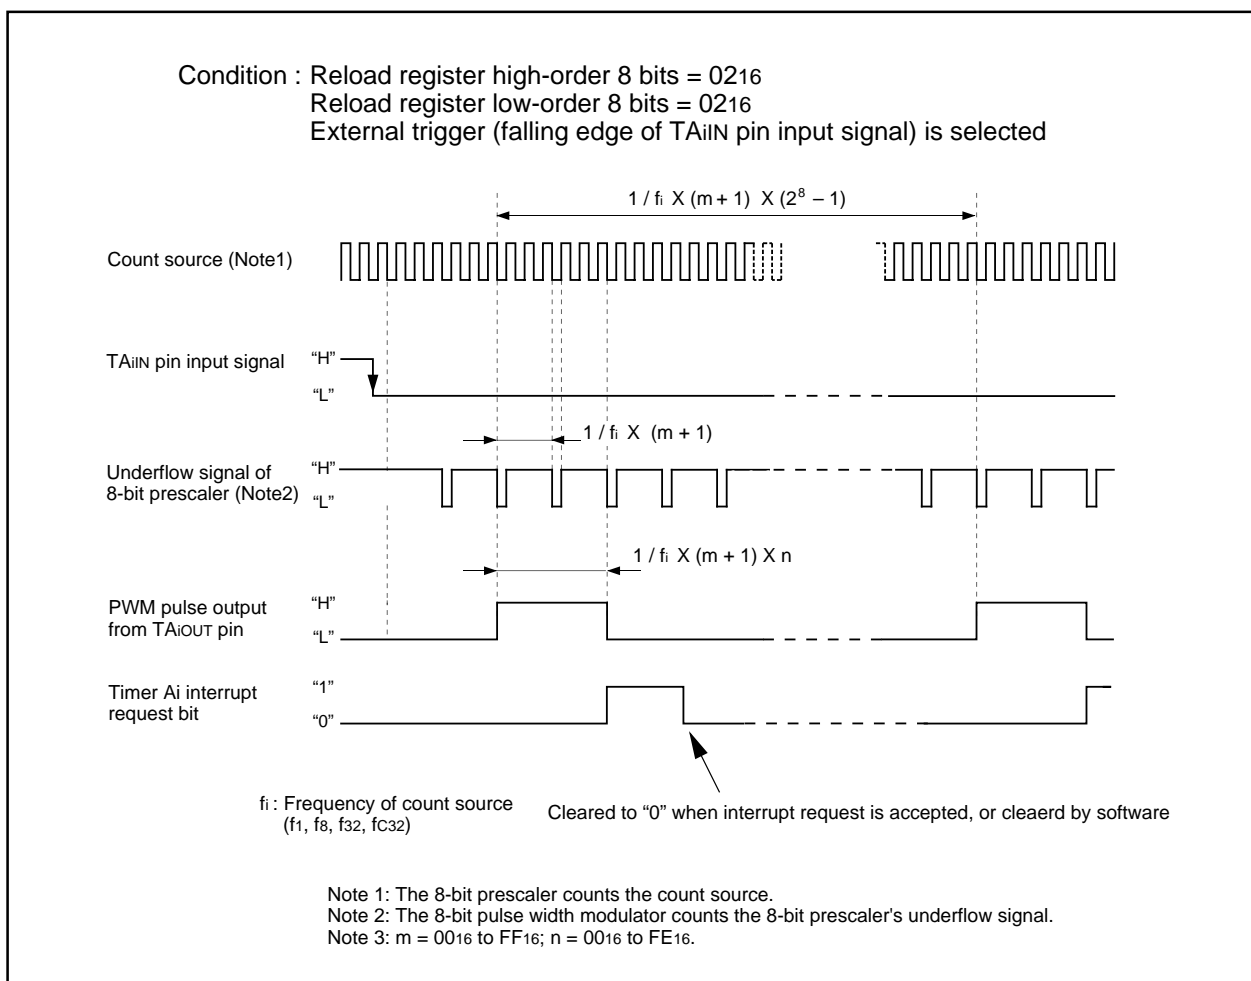 Condition : Reload register high-order 8 bits = 0216
Reload register low-order 8 bits = 0216
External trigger (falling edge of TAiIN pin input signal) is selected
1 / fi X (m + 1) X (2^8 – 1)
Count source (Note1)
TAiIN pin input signal
“H”
“L”
1 / fi X (m + 1)
Underflow signal of
8-bit prescaler (Note2)
“H”
“L”
1 / fi X (m + 1) X n
PWM pulse output
from TAiOUT pin
“H”
“L”
Timer Ai interrupt
request bit
“1”
“0”
fi : Frequency of count source
(f1, f8, f32, fC32)
Cleared to “0” when interrupt request is accepted, or cleaerd by software
Note 1: The 8-bit prescaler counts the count source.
Note 2: The 8-bit pulse width modulator counts the 8-bit prescaler's underflow signal.
Note 3: m = 0016 to FF16; n = 0016 to FE16.